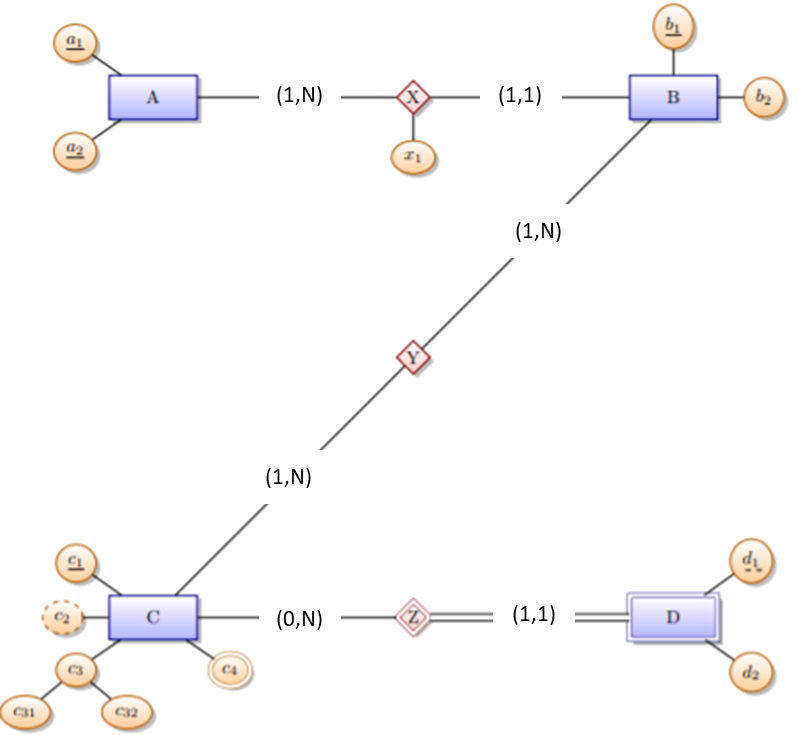 b₁
a₁
A (1,N) X (1,1) B b₂
a₂ x₁
(1,N)
Y
(1,N)
c₁ d₁
c₂ C (0,N) Z (1,1) D
c₃ c₄ d₂
c₃₁ c₃₂